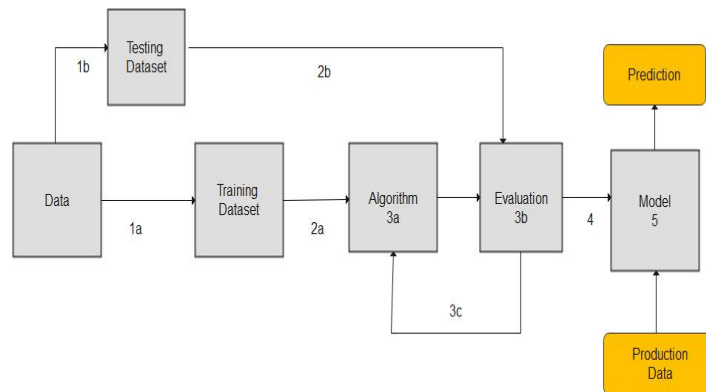 Testing
Dataset
1b
2b
Prediction
Data
1a
Training
Dataset
2a
Algorithm
3a
Evaluation
3b
4
Model
5
3c
Production
Data